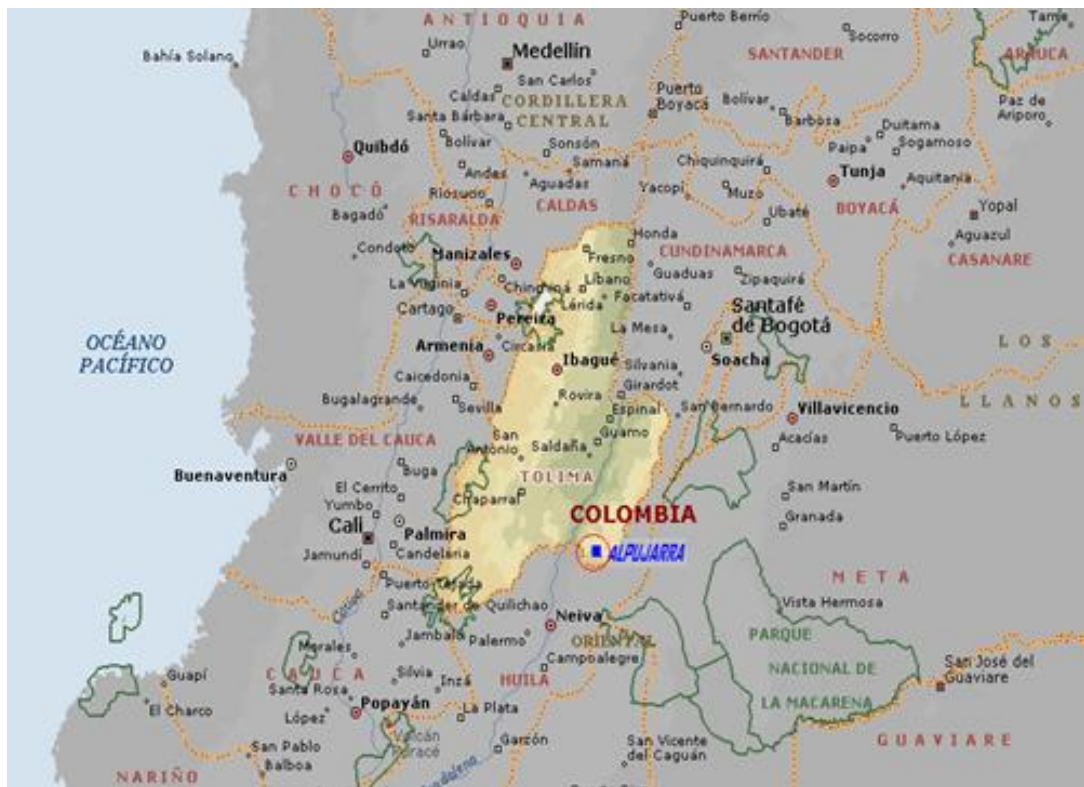 ANTIOQUIA
Puerto Berrío
Tame
Urrao
Medellín
SANTANDER
Socorro
ARAUCA
Bahía Solano
San Carlos
Caldas
CORDILLERA
CENTRAL
Puerto
Boyacá
Bolívar
Barbosa
Paz de
Ariporo
Santa Bárbara
Bolívar
Sonsón
Duitama
Paipa
Sogamoso
Quibdó
Andes
Samaná
Chiquinquirá
Tunja
CHOCÓ
Riosucio
Aguadas
Yacopí
Muzo
Aquitania
Bagadó
RISARALDA
CALDAS
Ubaté
BOYACÁ
Yopal
Condoto
Manizales
Honda
CUNDINAMARCA
Aguazul
CASANARE
Fresno
Guaduas
Zipaquirá
La Virginia
Chinchiná
Líbano
Cartago
Pereira
Lérida
Facatativá
Santafé
de Bogotá
OCÉANO
PACÍFICO
Armenia
Circasia
La Mesa
Soacha
LOS
Ibagué
Silvania
Caicedonia
Girardot
Bugalagrande
Sevilla
Rovira
Espinal
San Bernardo
Villavicencio
LLANOS
VALLE DEL CAUCA
San
Antonio
Saldaña
Guamo
Acacías
Puerto López
Buenaventura
Buga
TOLIMA
El Cerrito
Chaparral
San Martín
Yumbo
Cali
Palmira
COLOMBIA
Granada
Jamundí
Candelaria
ALPUJARRA
Puerto Tejada
META
Cauca
Santander de Quilichao
Neiva
Vista Hermosa
Jambaló
Palermo
ORIENTAL
PARQUE
NACIONAL DE
LA MACARENA
Morales
Campoalegre
San José del
Guaviare
Guapí
CAUCA
Silvia
Inzá
HUILA
Santa Rosa
El Charco
López
Popayán
La Plata
GUAVIARE
Volcán
Puracé
Garzón
San Pablo
Balboa
San Vicente
del Caguán
NARIÑO